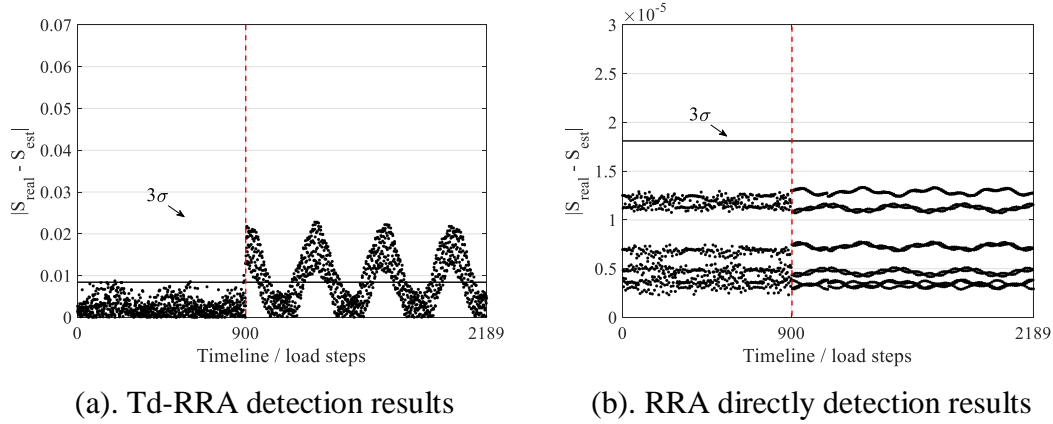 0.07
0.06
0.05
0.04
0.03
0.02
0.01
0
|S_real - S_est|
3σ
0 900 2189
Timeline / load steps
(a). Td-RRA detection results
×10^-5
3
2.5
2
1.5
1
0.5
0
|S_real - S_est|
3σ
0 900 2189
Timeline / load steps
(b). RRA directly detection results